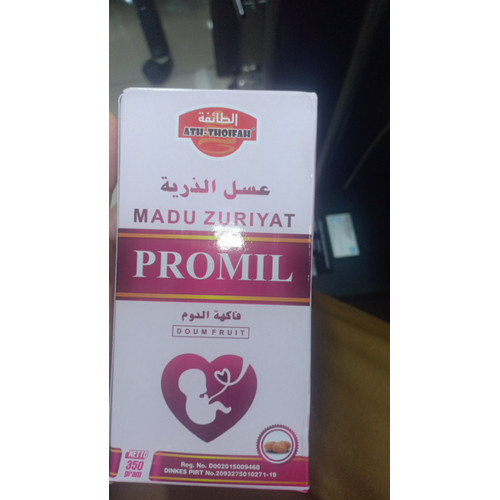 الطائفة
ATH-THOIFAH
عسل الذرية
MADU ZURIYAT
PROMIL
فاكهة الدوم
DOUM FRUIT
NETTO
350
gram
Reg. No. D002015009468
DINKES PIRT No.2093275010271-19